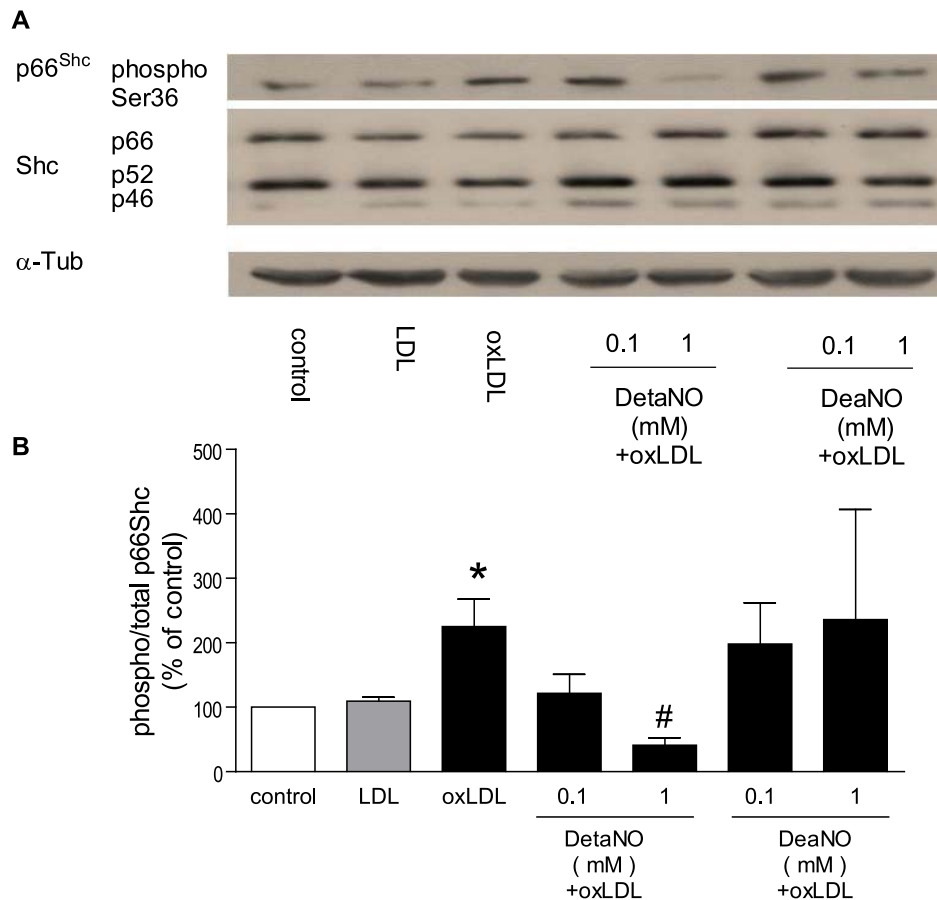 A
p66Shc phospho
Ser36
p66
Shc
p52
p46
α-Tub
control
LDL
oxLDL
0.1 1
0.1 1
DetaNO
(mM)
+oxLDL
DeaNO
(mM)
+oxLDL
B
phospho/total p66Shc
(% of control)
500
400
300
200
100
0
*
#
control LDL oxLDL 0.1 1 0.1 1
DetaNO
( mM )
+oxLDL
DeaNO
( mM )
+oxLDL